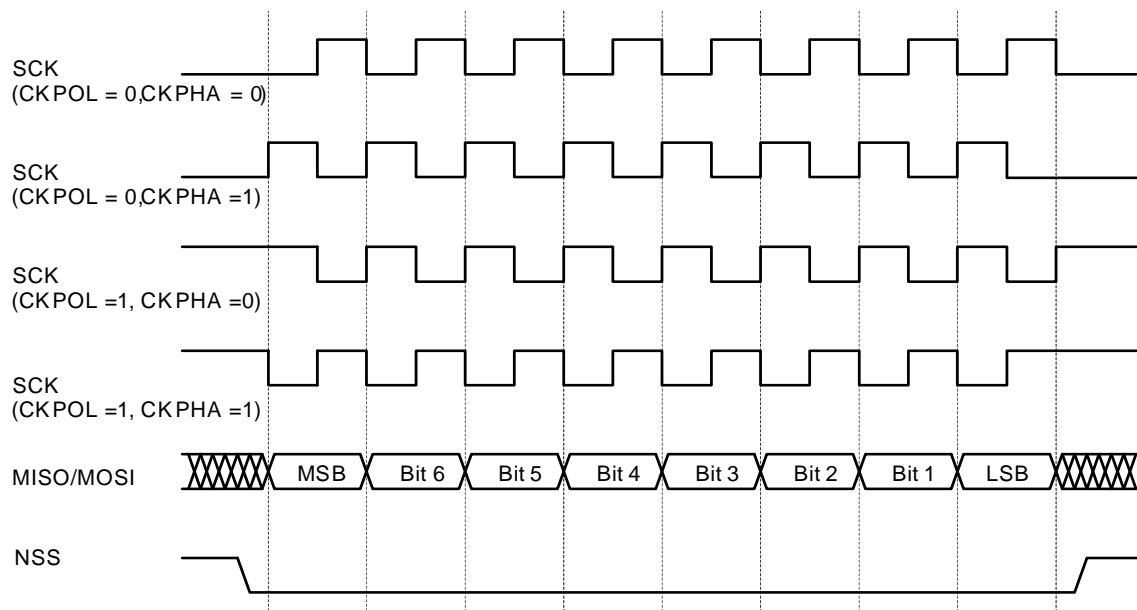 SCK
(CKPOL = 0,CKPHA = 0)
SCK
(CKPOL = 0,CKPHA =1)
SCK
(CKPOL =1, CKPHA =0)
SCK
(CKPOL =1, CKPHA =1)
MISO/MOSI MSB Bit 6 Bit 5 Bit 4 Bit 3 Bit 2 Bit 1 LSB
NSS